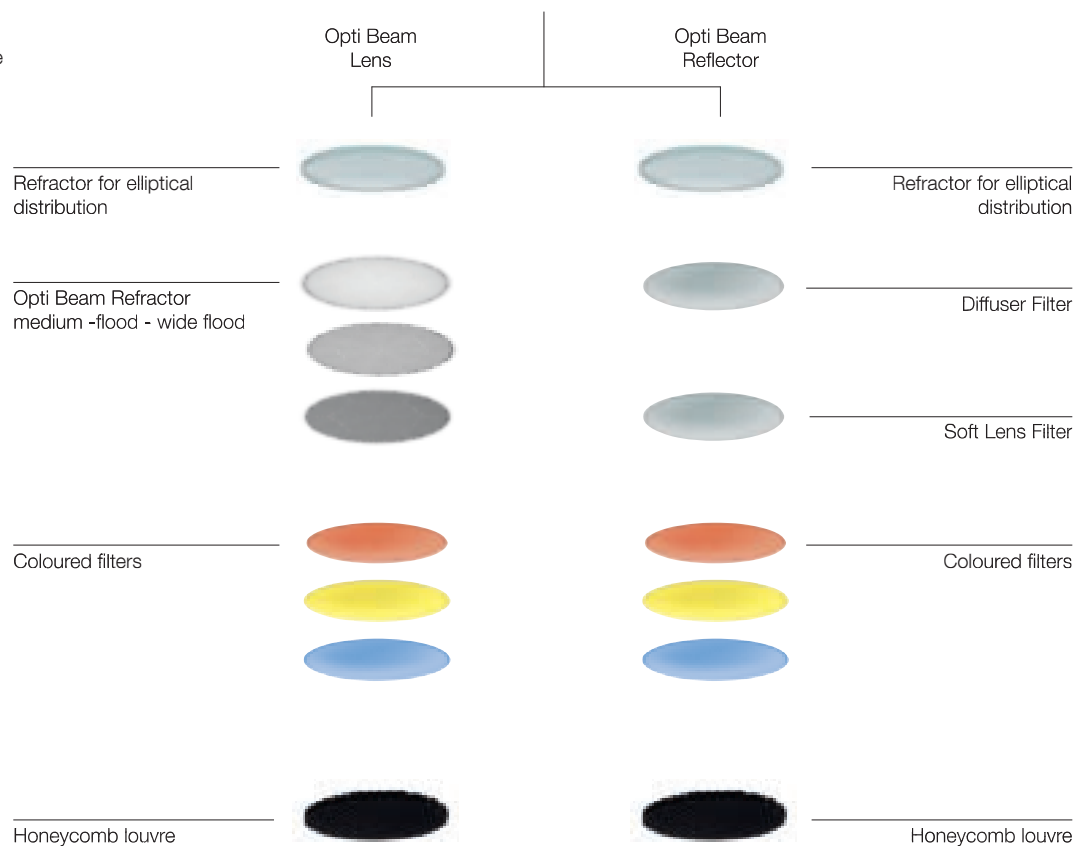 Opti Beam
Lens
Opti Beam
Reflector
e
Refractor for elliptical
distribution
Refractor for elliptical
distribution
Opti Beam Refractor
medium -flood - wide flood
Diffuser Filter
Soft Lens Filter
Coloured filters
Coloured filters
Honeycomb louvre
Honeycomb louvre